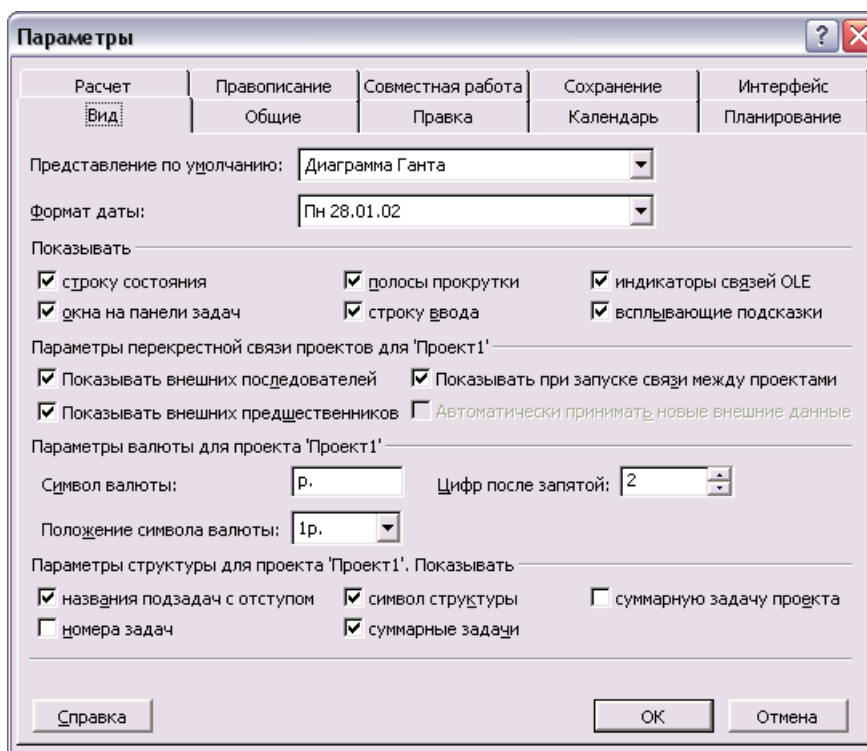 Параметры
Расчет Правописание Совместная работа Сохранение Интерфейс
Вид Общие Правка Календарь Планирование
Представление по умолчанию: Диаграмма Ганта
Формат даты: Пн 28.01.02
Показывать
строку состояния полосы прокрутки индикаторы связей OLE
окна на панели задач строку ввода всплывающие подсказки
Параметры перекрестной связи проектов для 'Проект1'
Показывать внешних последователей Показывать при запуске связи между проектами
Показывать внешних предшественников Автоматически принимать новые внешние данные
Параметры валюты для проекта 'Проект1'
Символ валюты: р. Цифр после запятой: 2
Положение символа валюты: 1р.
Параметры структуры для проекта 'Проект1'. Показывать
названия подзадач с отступом символ структуры суммарную задачу проекта
номера задач суммарные задачи
Справка ОК Отмена